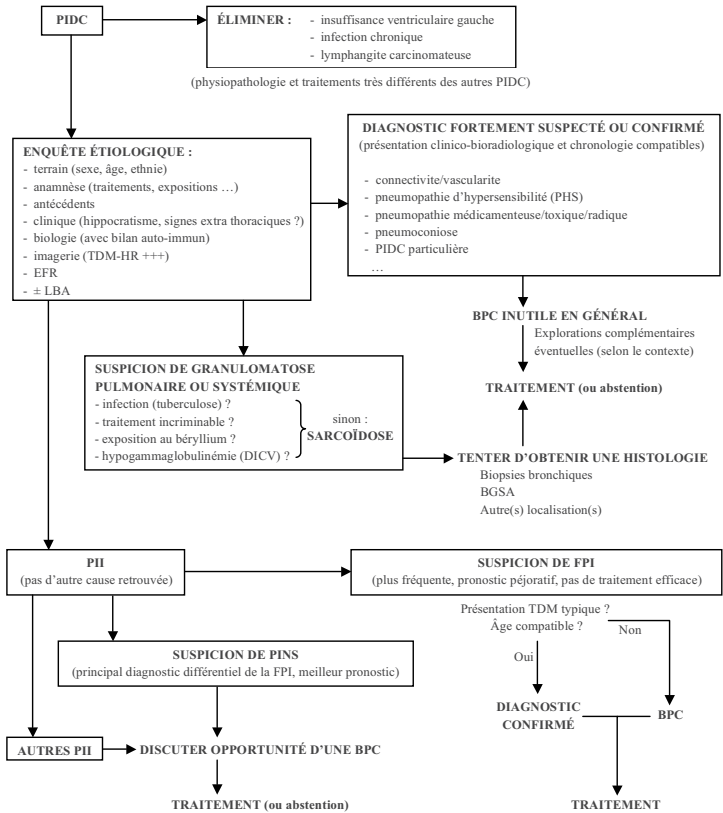 PIDC
ÉLIMINER :   - insuffisance ventriculaire gauche
- infection chronique
- lymphangite carcinomateuse
(physiopathologie et traitements très différents des autres PIDC)
ENQUÊTE ÉTIOLOGIQUE :
- terrain (sexe, âge, ethnie)
- anamnèse (traitements, expositions …)
- antécédents
- clinique (hippocratisme, signes extra thoraciques ?)
- biologie (avec bilan auto-immun)
- imagerie (TDM-HR +++)
- EFR
- ± LBA
DIAGNOSTIC FORTEMENT SUSPECTÉ OU CONFIRMÉ
(présentation clinico-bioradiologique et chronologie compatibles)
- connectivite/vascularite
- pneumopathie d’hypersensibilité (PHS)
- pneumopathie médicamenteuse/toxique/radique
- pneumoconiose
- PIDC particulière
…
BPC INUTILE EN GÉNÉRAL
Explorations complémentaires
éventuelles (selon le contexte)
TRAITEMENT (ou abstention)
SUSPICION DE GRANULOMATOSE
PULMONAIRE OU SYSTÉMIQUE
- infection (tuberculose) ?
- traitement incriminable ?
- exposition au béryllium ?
- hypogammaglobulinémie (DICV) ?
sinon :
SARCOÏDOSE
TENTER D’OBTENIR UNE HISTOLOGIE
Biopsies bronchiques
BGSA
Autre(s) localisation(s)
PII
(pas d’autre cause retrouvée)
SUSPICION DE FPI
(plus fréquente, pronostic péjoratif, pas de traitement efficace)
Présentation TDM typique ?
Âge compatible ?
Non
Oui
DIAGNOSTIC
CONFIRMÉ
BPC
TRAITEMENT
SUSPICION DE PINS
(principal diagnostic différentiel de la FPI, meilleur pronostic)
AUTRES PII
DISCUTER OPPORTUNITÉ D’UNE BPC
TRAITEMENT (ou abstention)